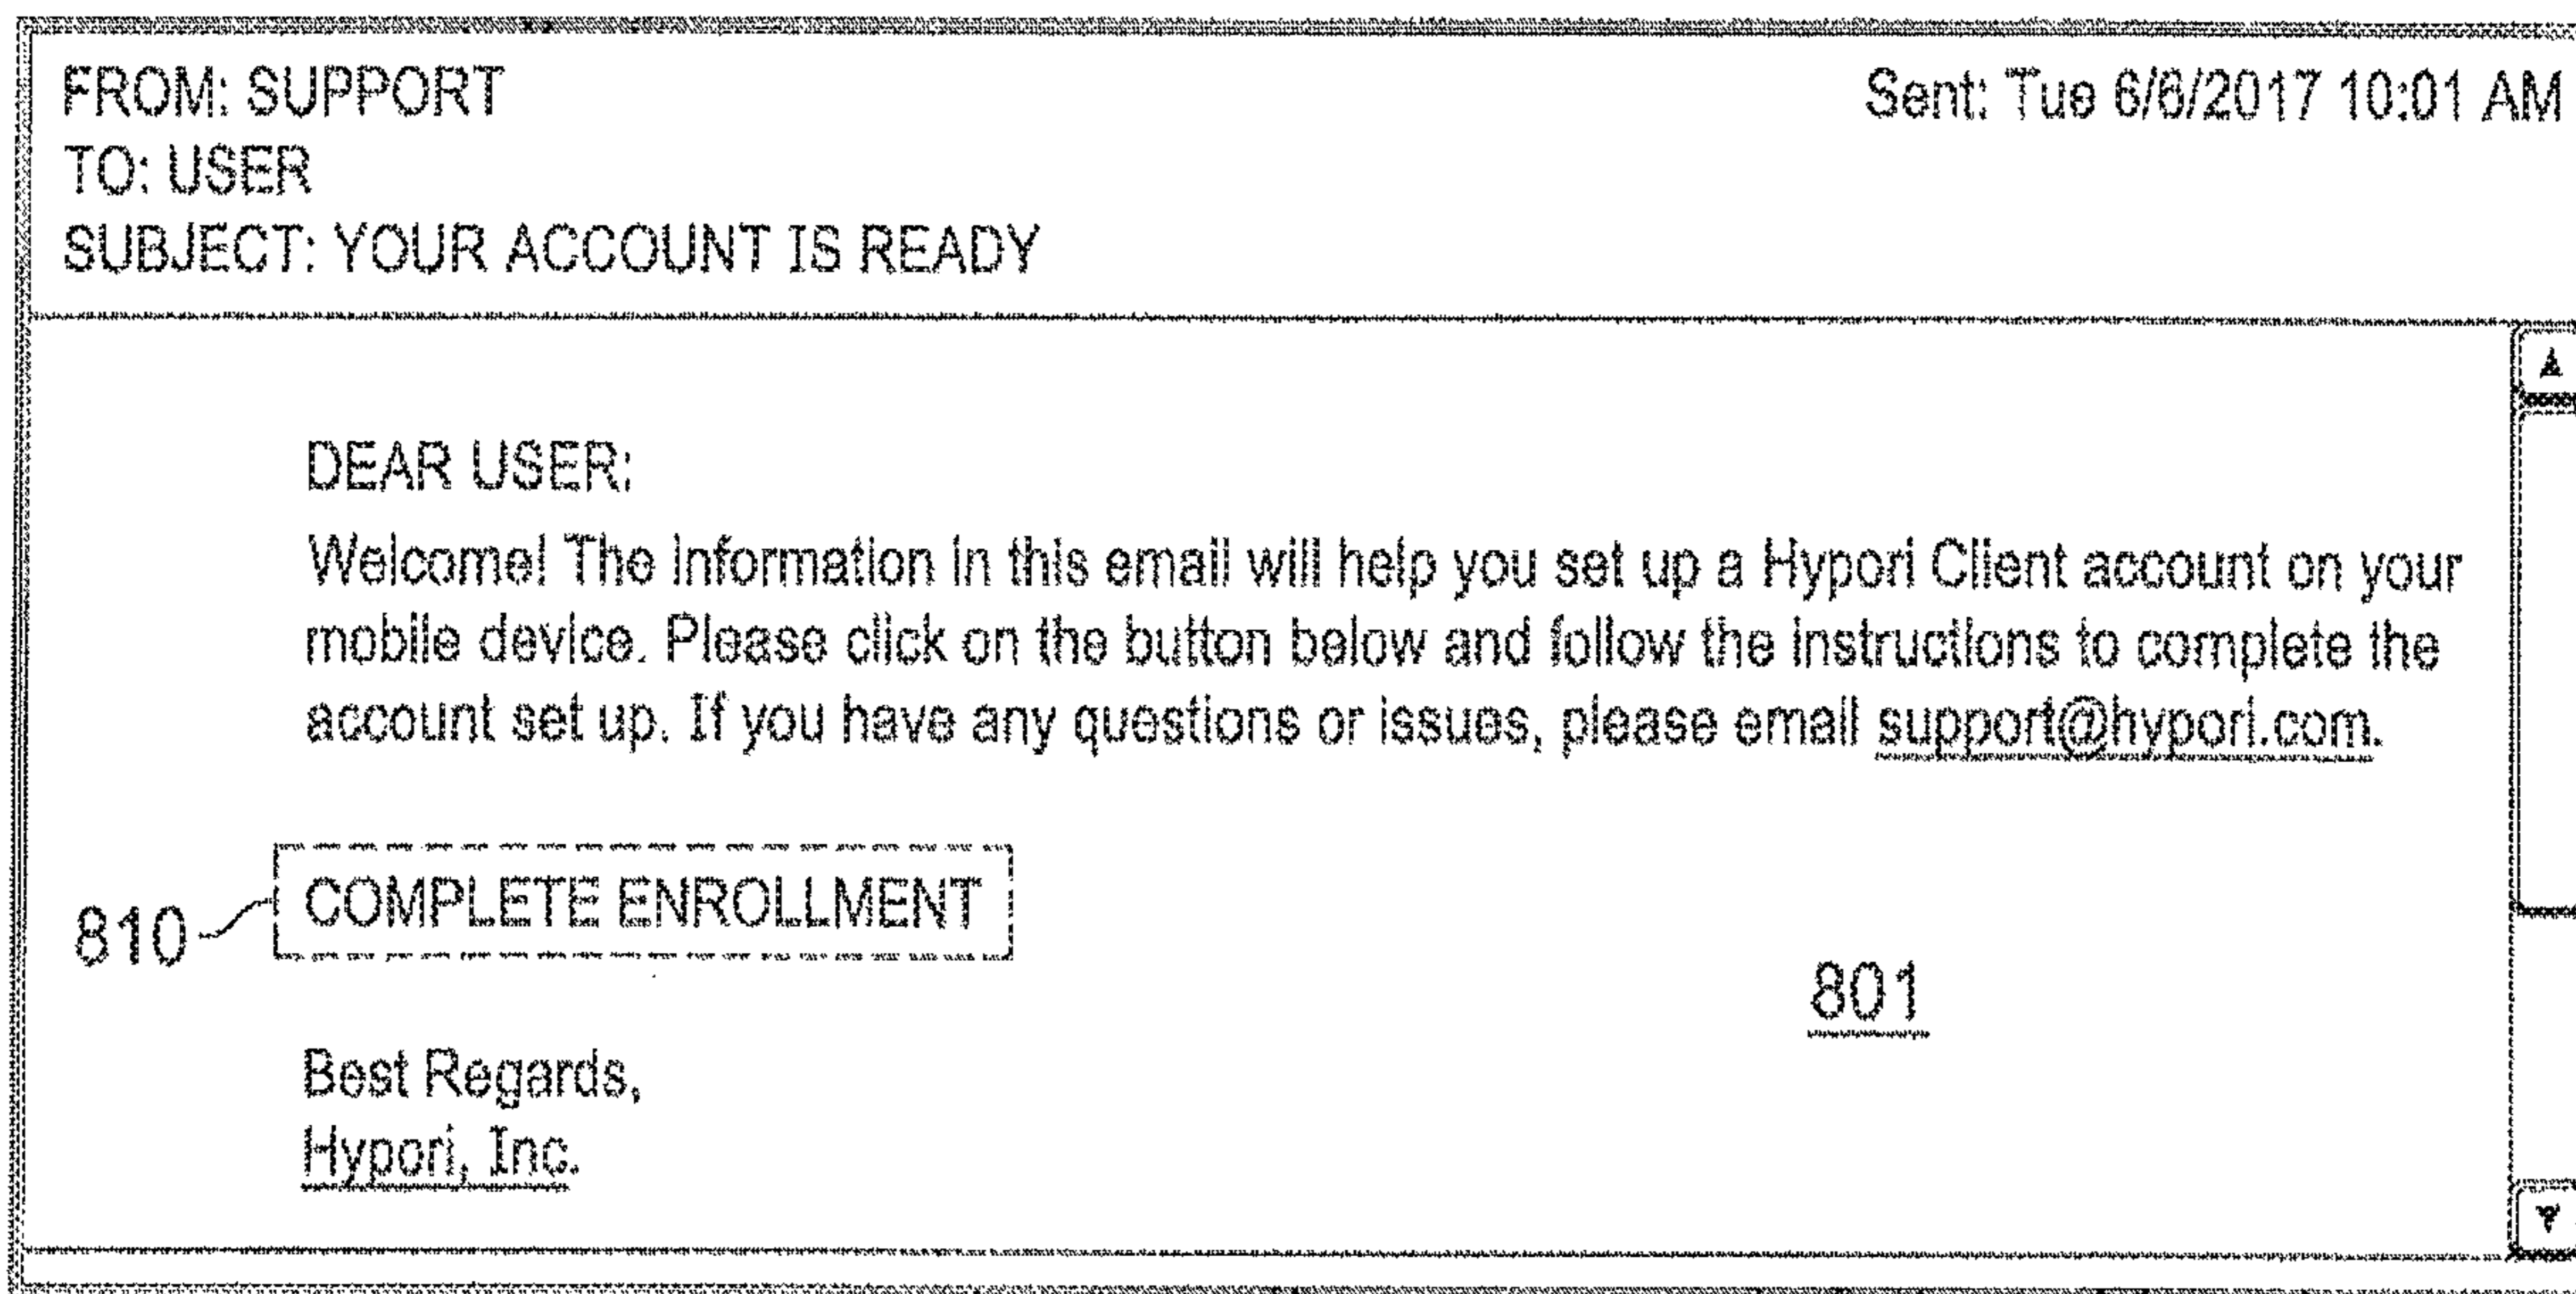 FROM: SUPPORT
Sent: Tue 6/6/2017 10:01 AM
TO: USER
SUBJECT: YOUR ACCOUNT IS READY
DEAR USER:
Welcome! The information in this email will help you set up a Hypori Client account on your
mobile device. Please click on the button below and follow the instructions to complete the
account set up. If you have any questions or issues, please email support@hypori.com.
810
COMPLETE ENROLLMENT
801
Best Regards,
Hypori, Inc.